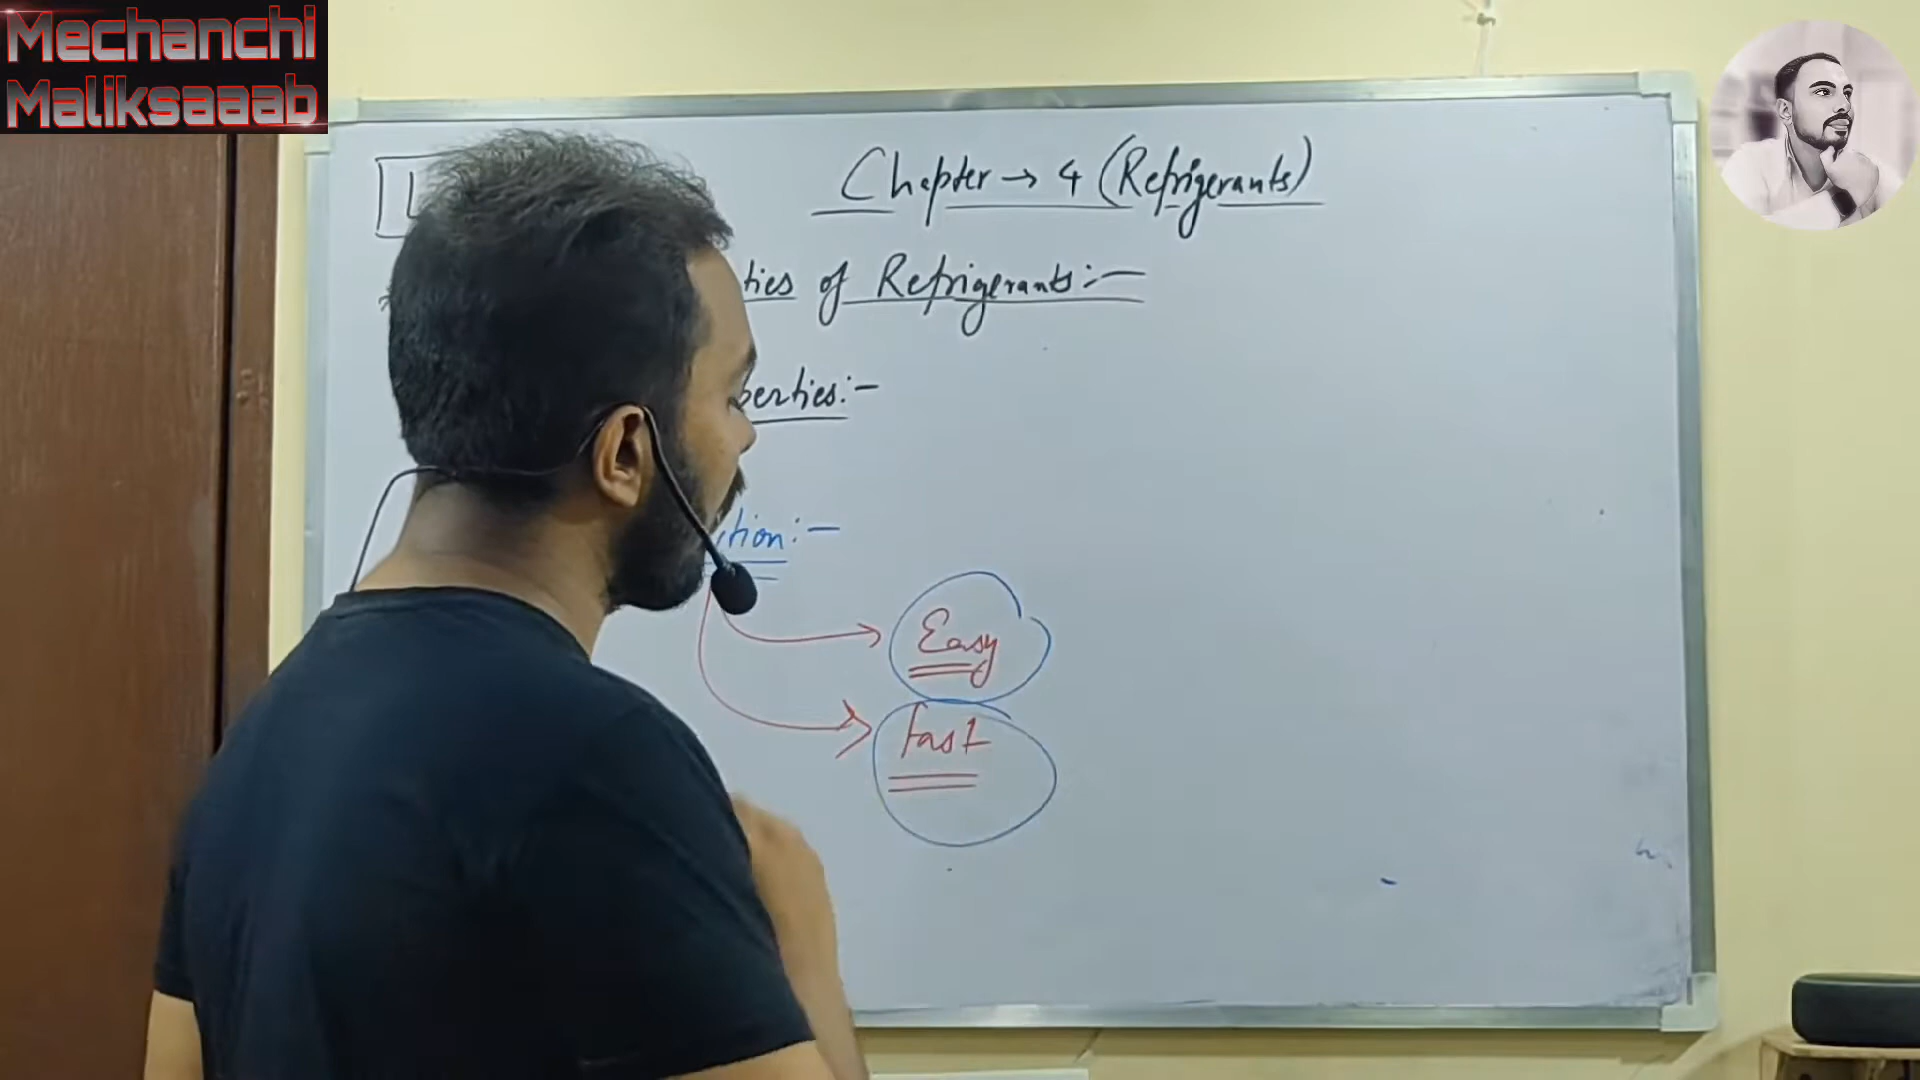 Mechanchi
Maliksaaab
Chapter → 4 (Refrigerants)
ties of Refrigerants:-
perties:-
tion:-
Easy
fast